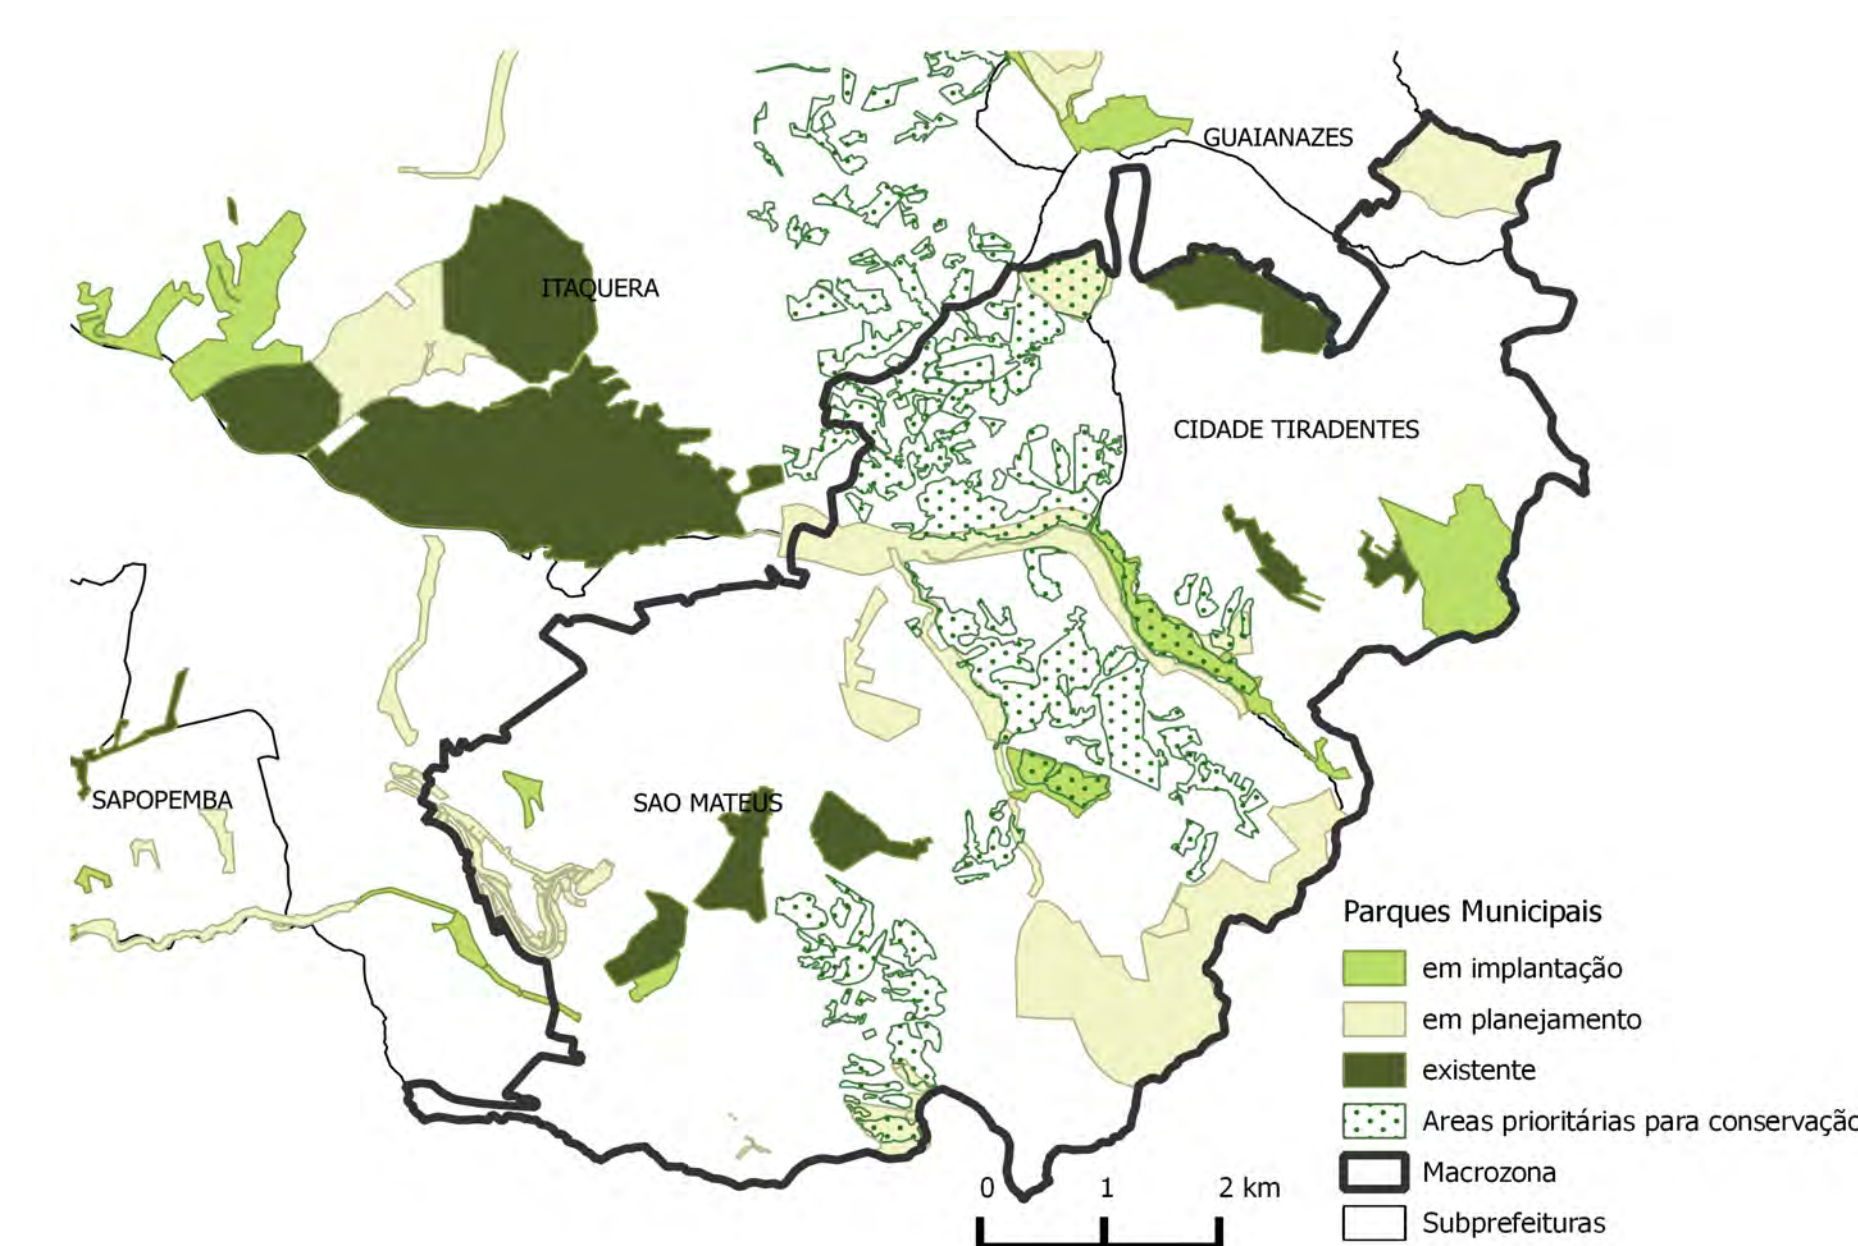 GUAIANAZES
ITAQUERA
CIDADE TIRADENTES
SAPOPEMBA
SAO MATEUS
Parques Municipais
em implantação
em planejamento
existente
Areas prioritárias para conservação
Macrozona
Subprefeituras
0 1 2 km